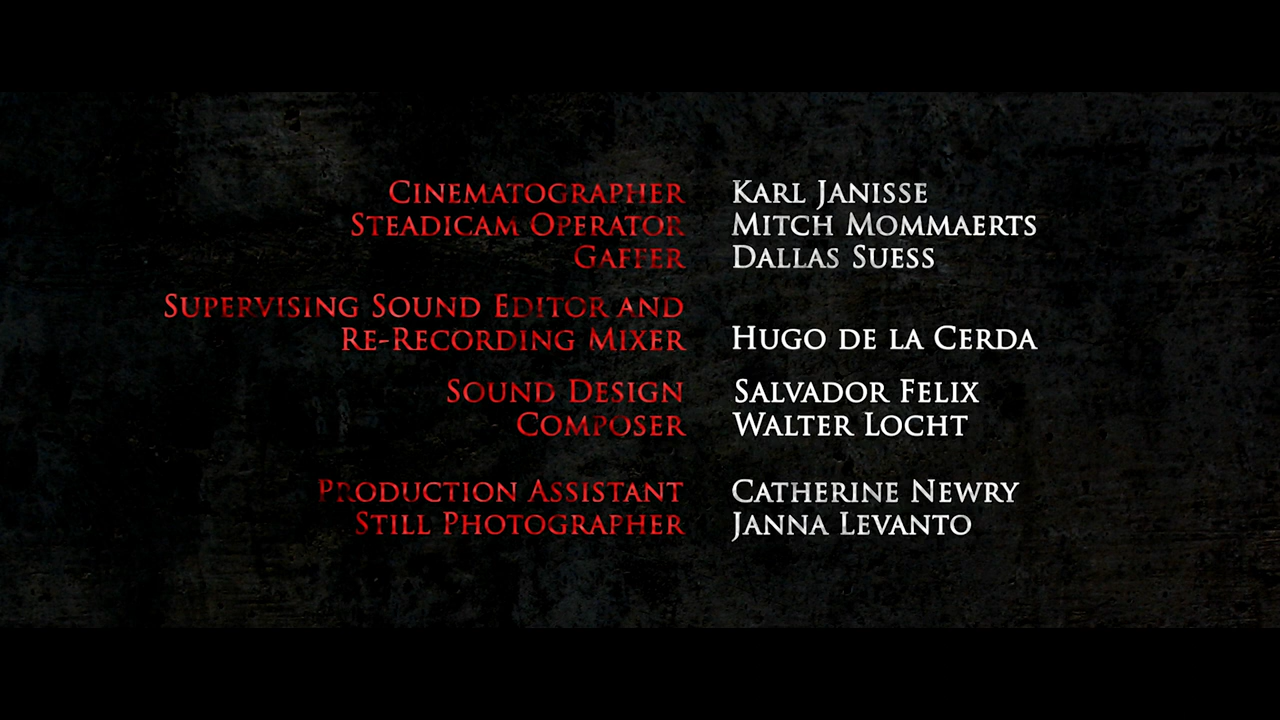 Cinematographer Karl Janisse
Steadicam Operator Mitch Mommaerts
Gaffer Dallas Suess
Supervising Sound Editor and
Re-Recording Mixer Hugo de la Cerda
Sound Design Salvador Felix
Composer Walter Locht
Production Assistant Catherine Newry
Still Photographer Janna Levanto